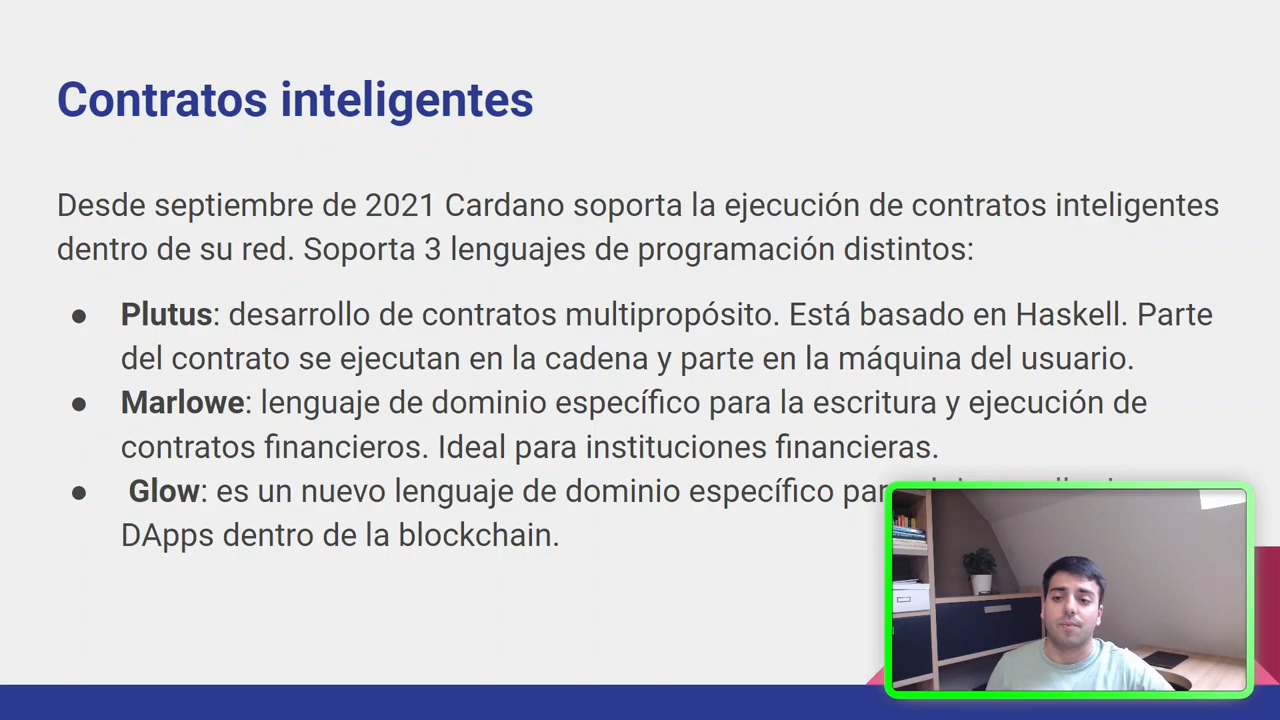 Contratos inteligentes
Desde septiembre de 2021 Cardano soporta la ejecución de contratos inteligentes
dentro de su red. Soporta 3 lenguajes de programación distintos:
● Plutus: desarrollo de contratos multipropósito. Está basado en Haskell. Parte
del contrato se ejecutan en la cadena y parte en la máquina del usuario.
● Marlowe: lenguaje de dominio específico para la escritura y ejecución de
contratos financieros. Ideal para instituciones financieras.
● Glow: es un nuevo lenguaje de dominio específico
DApps dentro de la blockchain.